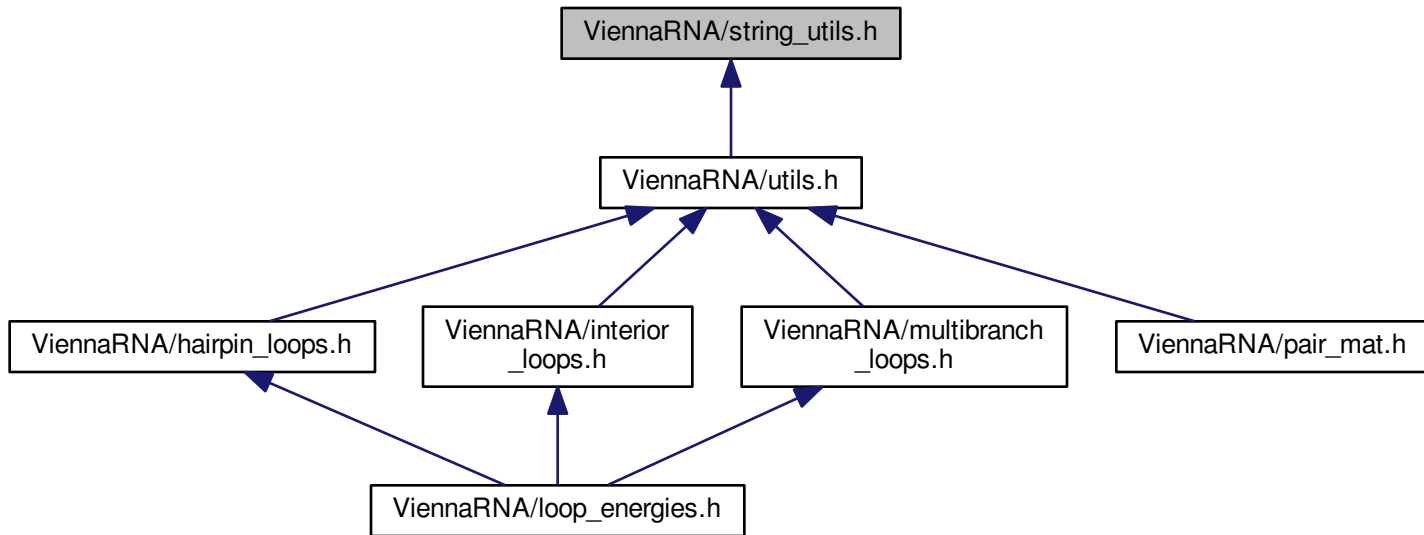 ViennaRNA/string_utils.h
ViennaRNA/utils.h
ViennaRNA/hairpin_loops.h
ViennaRNA/interior
_loops.h
ViennaRNA/multibranch
_loops.h
ViennaRNA/pair_mat.h
ViennaRNA/loop_energies.h